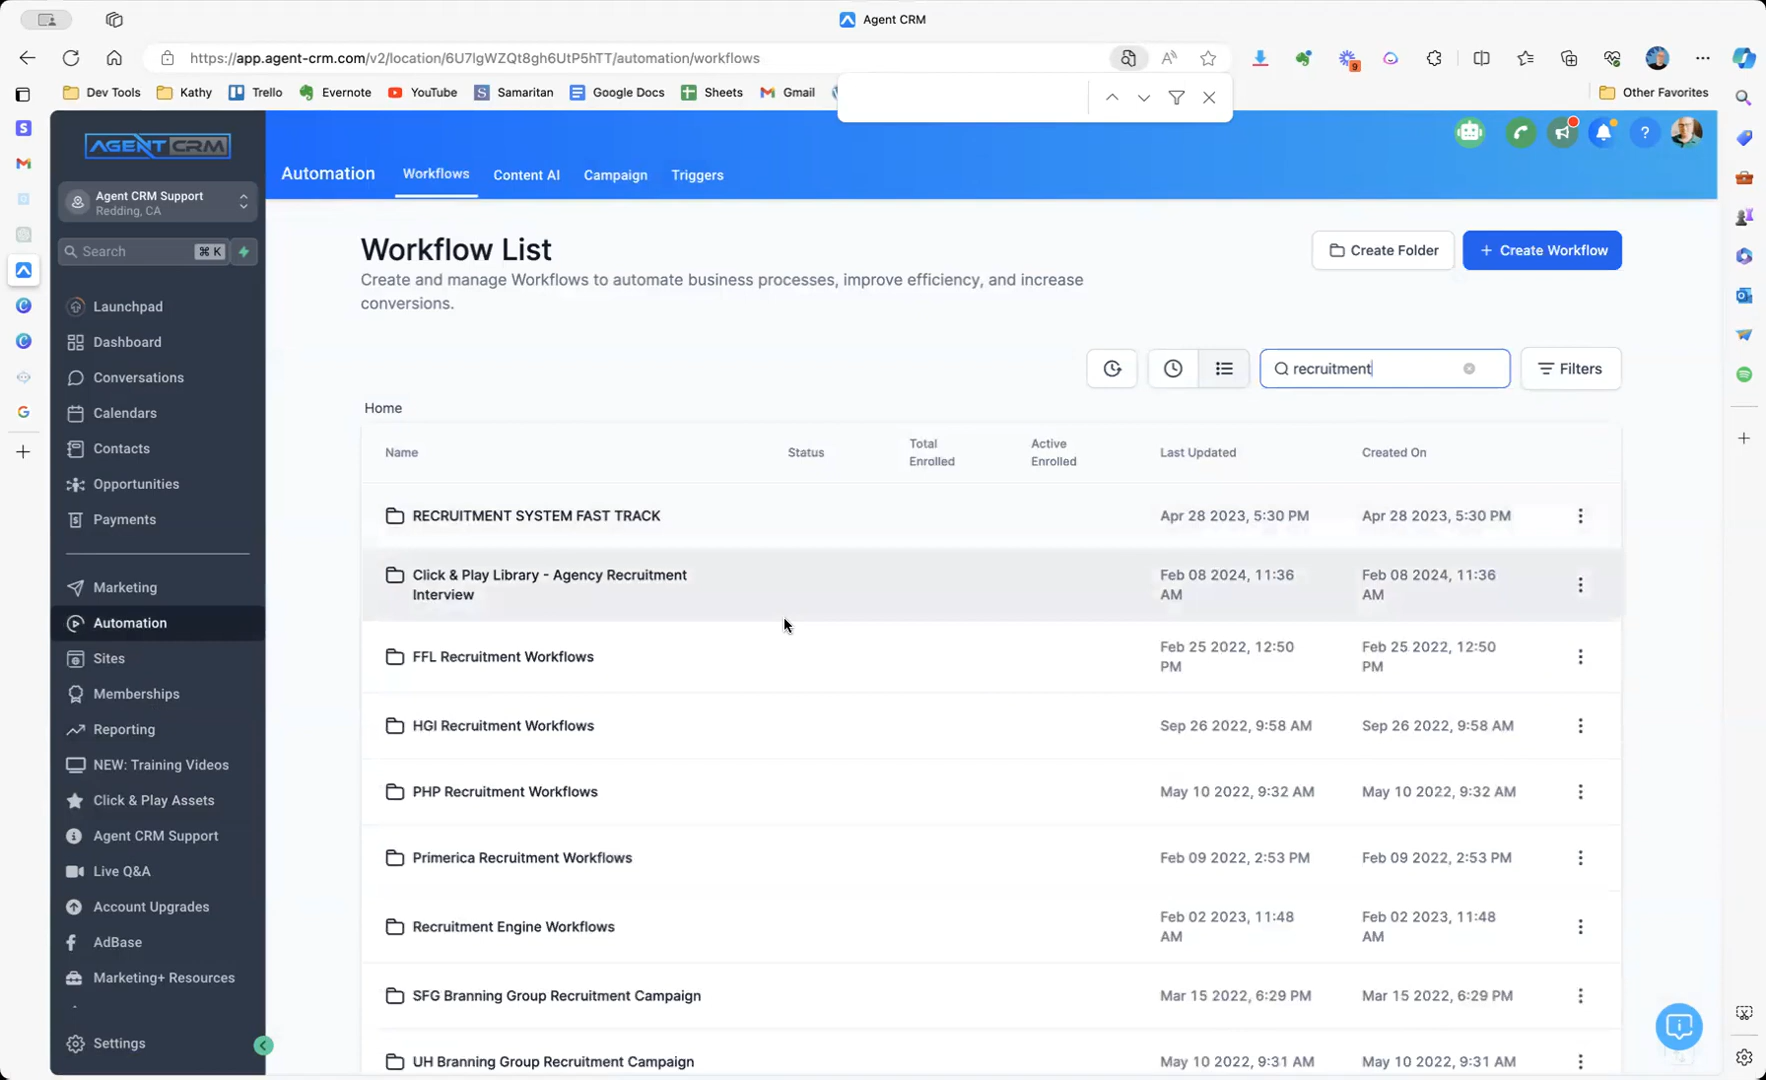 Agent CRM
https://app.agent-crm.com/v2/location/6U7lgWZQt8gh6UtP5hTT/automation/workflows
9
Dev Tools
Kathy
Trello
Evernote
YouTube
Samaritan
Google Docs
Sheets
Gmail
Other Favorites
AGENT CRM
Agent CRM Support
Redding, CA
Search
⌘ K
Launchpad
Dashboard
Conversations
Calendars
Contacts
Opportunities
Payments
Marketing
Automation
Sites
Memberships
Reporting
NEW: Training Videos
Click & Play Assets
Agent CRM Support
Live Q&A
Account Upgrades
AdBase
Marketing+ Resources
Settings
Automation
Workflows
Content AI
Campaign
Triggers
Workflow List
Create and manage Workflows to automate business processes, improve efficiency, and increase
conversions.
Create Folder
+ Create Workflow
recruitment
Filters
Home
Name
Status
Total
Enrolled
Active
Enrolled
Last Updated
Created On
RECRUITMENT SYSTEM FAST TRACK
Apr 28 2023, 5:30 PM
Apr 28 2023, 5:30 PM
Click & Play Library - Agency Recruitment
Interview
Feb 08 2024, 11:36
AM
Feb 08 2024, 11:36
AM
FFL Recruitment Workflows
Feb 25 2022, 12:50
PM
Feb 25 2022, 12:50
PM
HGI Recruitment Workflows
Sep 26 2022, 9:58 AM
Sep 26 2022, 9:58 AM
PHP Recruitment Workflows
May 10 2022, 9:32 AM
May 10 2022, 9:32 AM
Primerica Recruitment Workflows
Feb 09 2022, 2:53 PM
Feb 09 2022, 2:53 PM
Recruitment Engine Workflows
Feb 02 2023, 11:48
AM
Feb 02 2023, 11:48
AM
SFG Branning Group Recruitment Campaign
Mar 15 2022, 6:29 PM
Mar 15 2022, 6:29 PM
UH Branning Group Recruitment Campaign
May 10 2022, 9:31 AM
May 10 2022, 9:31 AM